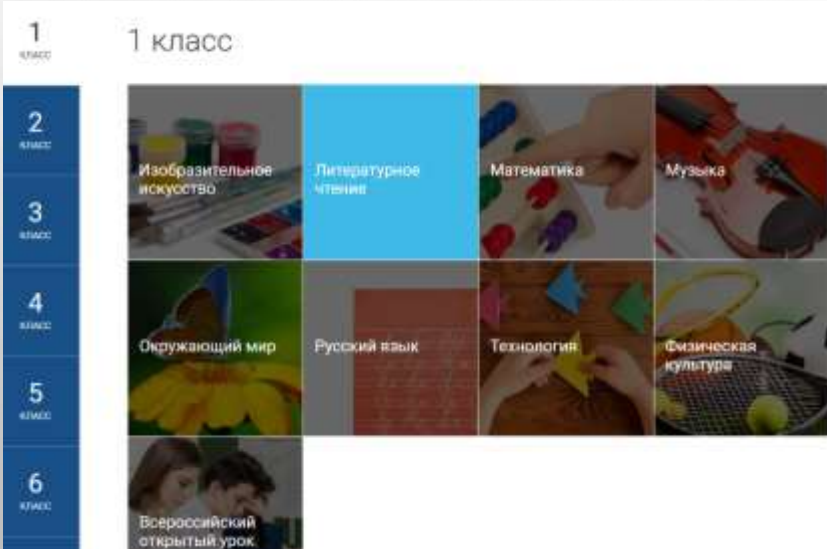 1
класс
2
класс
3
класс
4
класс
5
класс
6
класс
1 класс
Изобразительное
искусство
Литературное
чтение
Математика
Музыка
Окружающий мир
Русский язык
Технология
Физическая
культура
Всероссийский
открытый урок